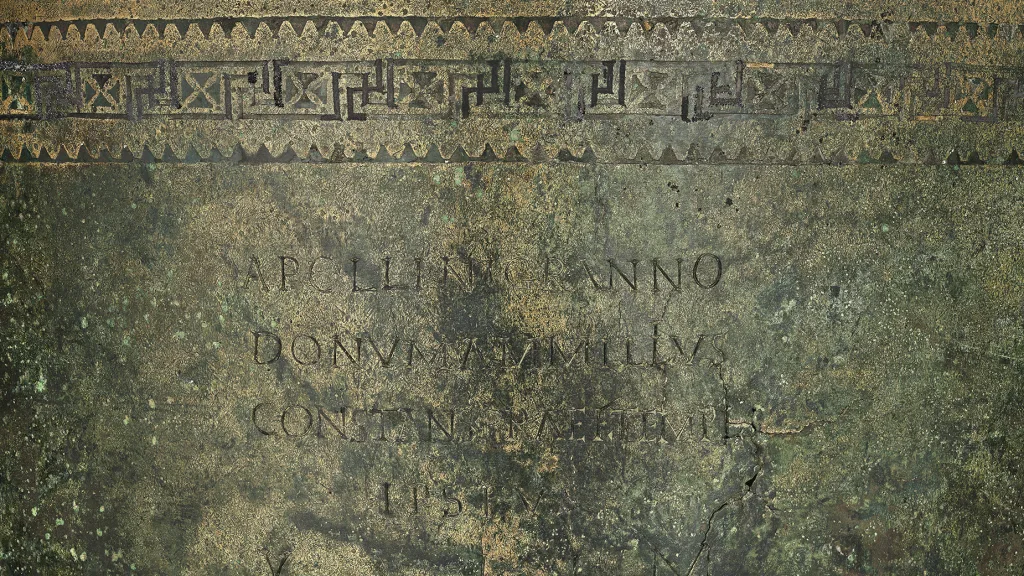 APOLLINI GRANNO
DONVM AMMILLIVS
CONSTANS PRAEF TEMPLI
IPSIVS
V